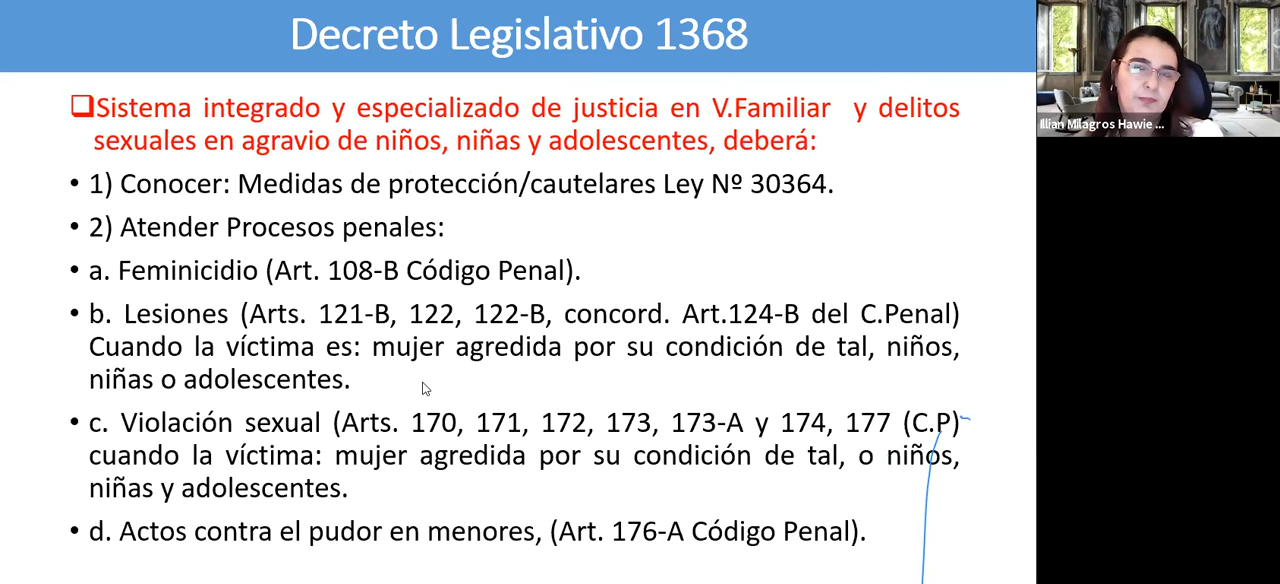 Decreto Legislativo 1368
❑Sistema integrado y especializado de justicia en V.Familiar y delitos
sexuales en agravio de niños, niñas y adolescentes, deberá:
• 1) Conocer: Medidas de protección/cautelares Ley Nº 30364.
• 2) Atender Procesos penales:
• a. Feminicidio (Art. 108-B Código Penal).
• b. Lesiones (Arts. 121-B, 122, 122-B, concord. Art.124-B del C.Penal)
Cuando la víctima es: mujer agredida por su condición de tal, niños,
niñas o adolescentes.
• c. Violación sexual (Arts. 170, 171, 172, 173, 173-A y 174, 177 (C.P)
cuando la víctima: mujer agredida por su condición de tal, o niños,
niñas y adolescentes.
• d. Actos contra el pudor en menores, (Art. 176-A Código Penal).
Illian Milagros Hawie ...